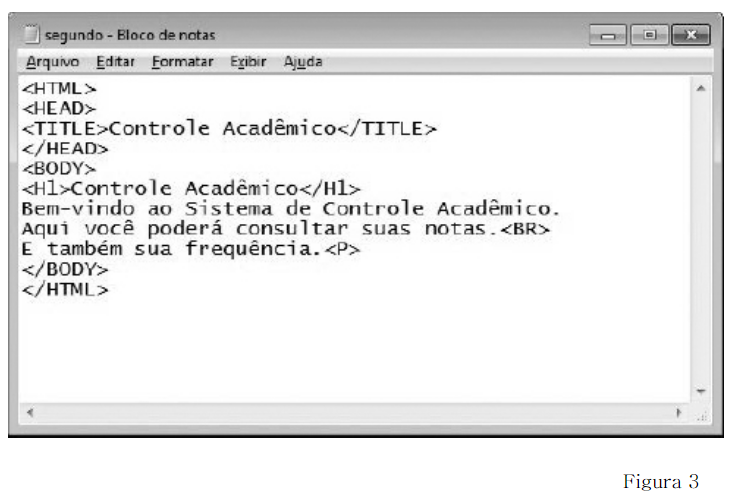 segundo - Bloco de notas
Arquivo Editar Formatar Exibir Ajuda
<HTML>
<HEAD>
<TITLE>Controle Acadêmico</TITLE>
</HEAD>
<BODY>
<H1>Controle Acadêmico</H1>
Bem-vindo ao Sistema de Controle Acadêmico.
Aqui você poderá consultar suas notas.<BR>
E também sua frequência.<P>
</BODY>
</HTML>
Figura 3